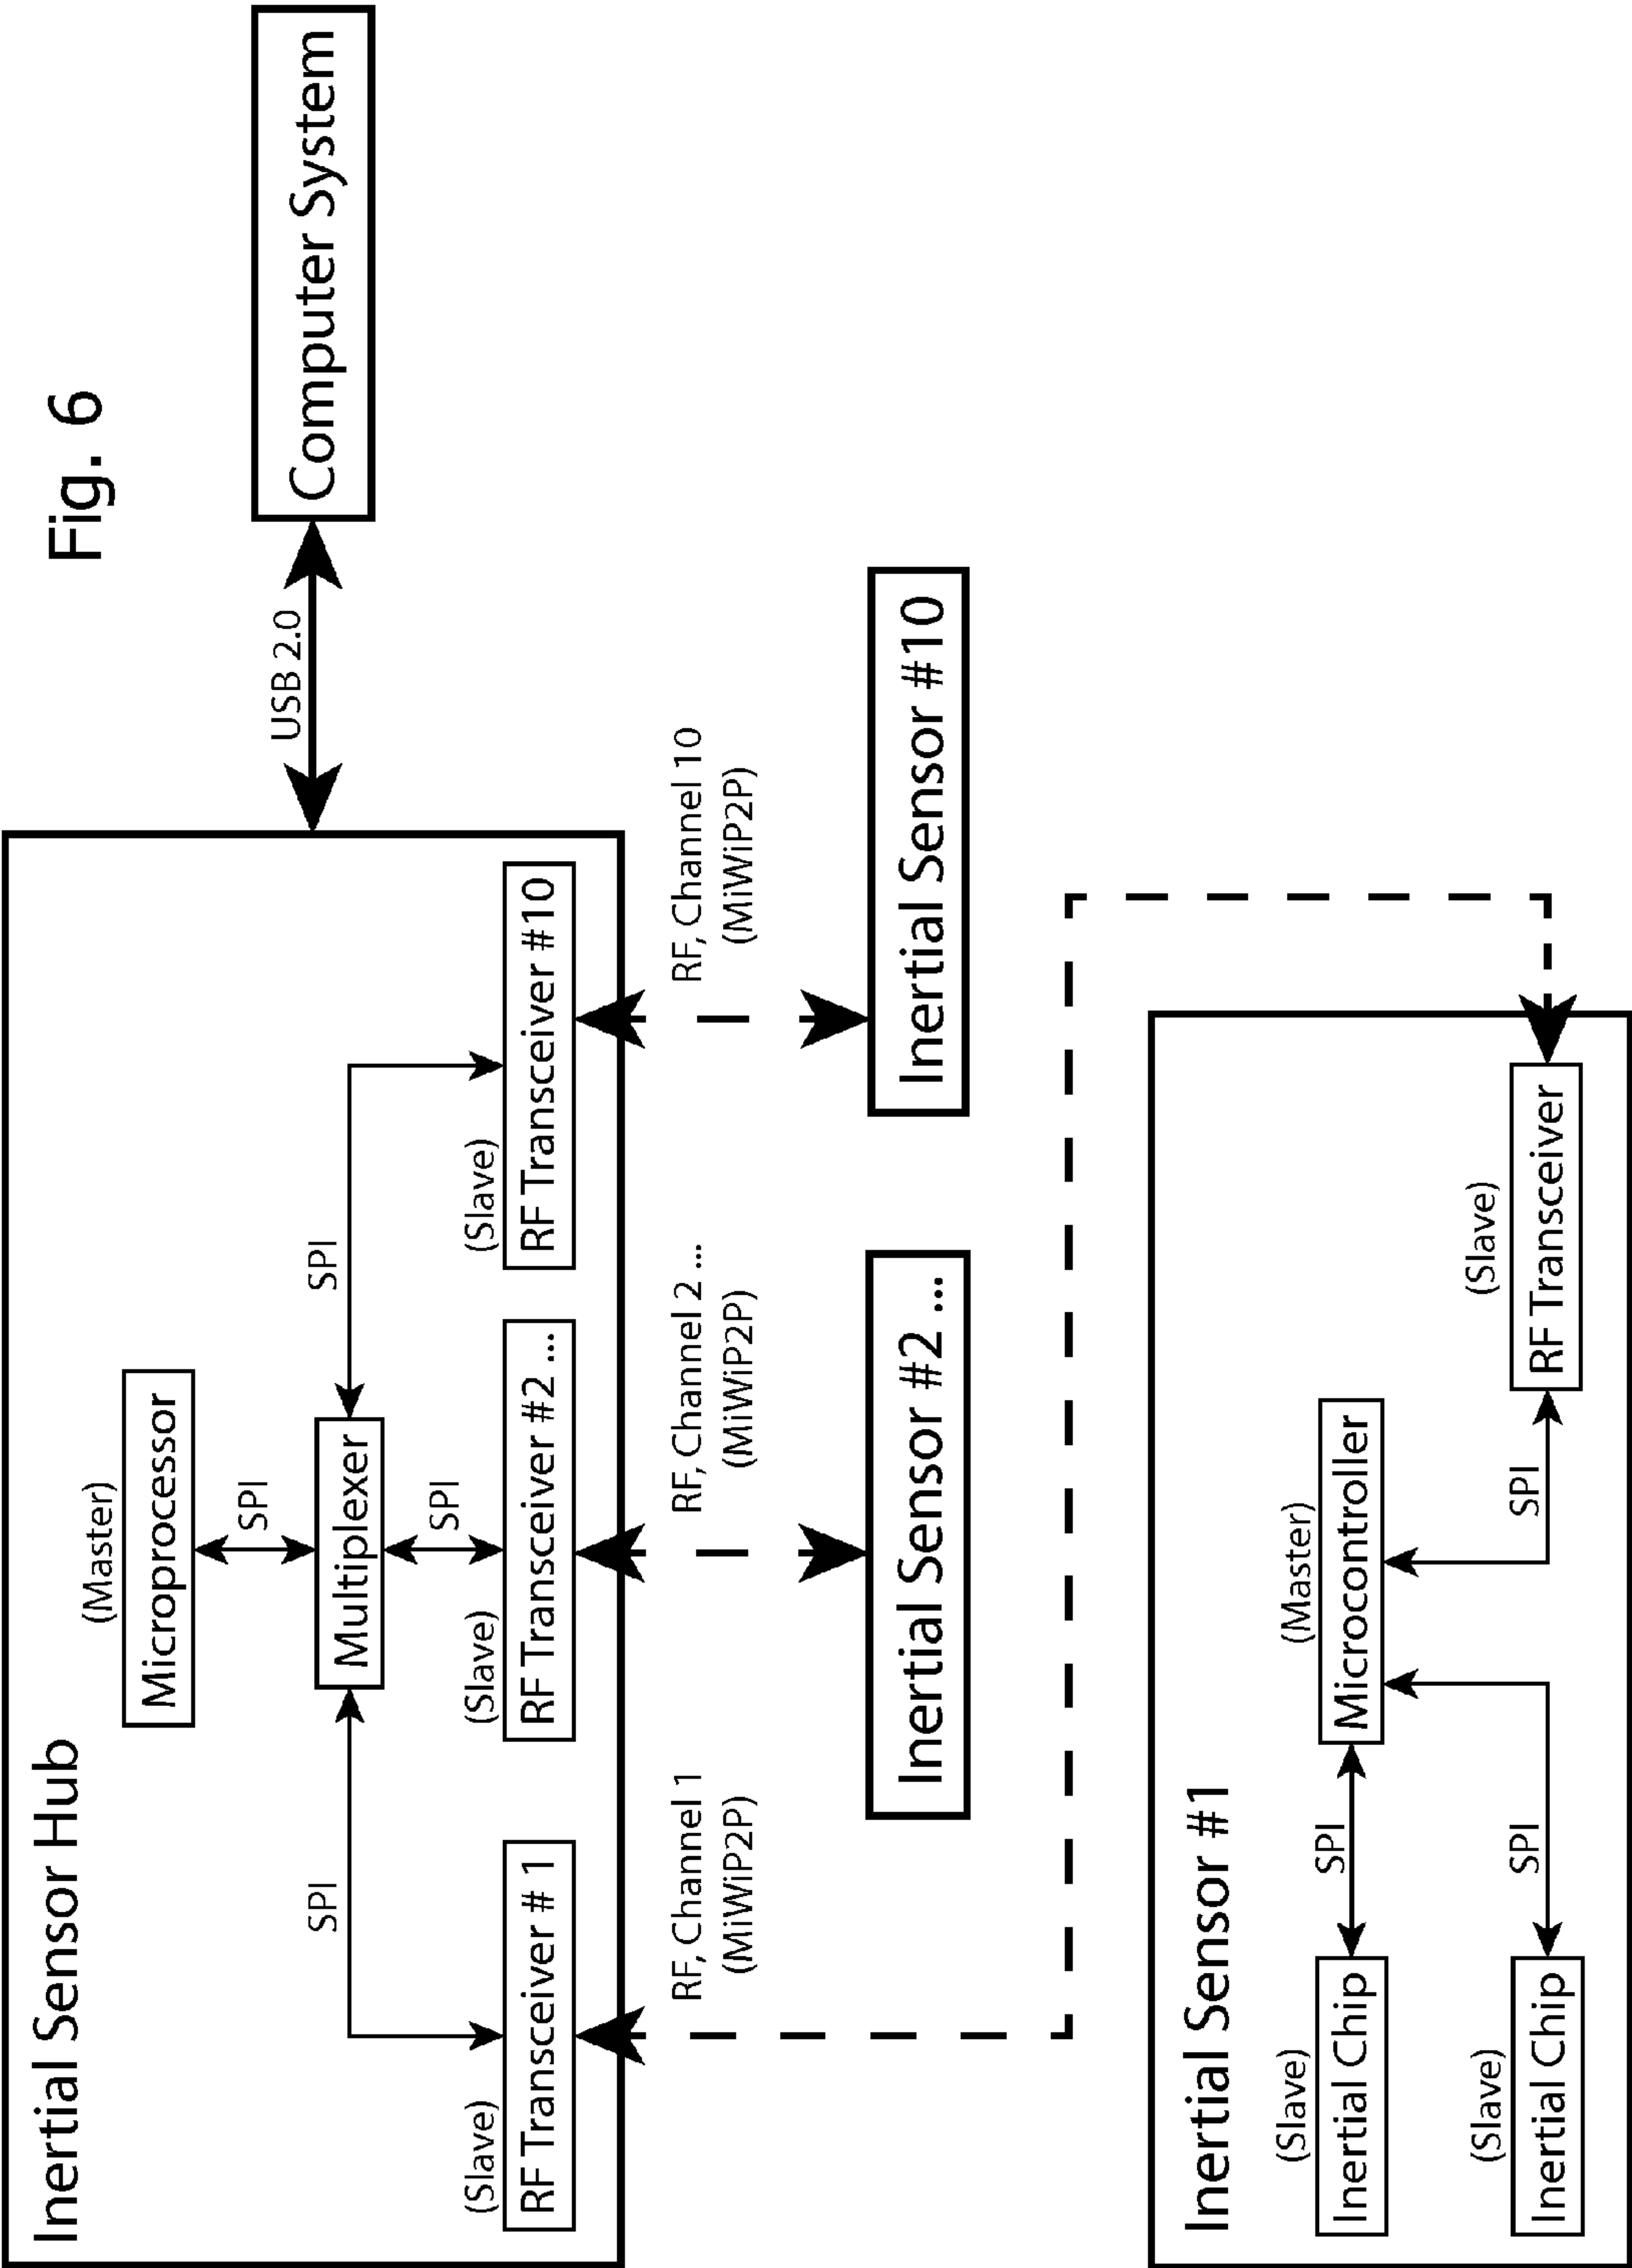 Fig. 6
Inertial Sensor Hub
(Master)
Microprocessor
SPI
Multiplexer
SPI
SPI
SPI
(Slave)
RF Transceiver # 1
(Slave)
RF Transceiver #2 ...
(Slave)
RF Transceiver #10
USB 2.0
Computer System
RF, Channel 1
(MiWiP2P)
RF, Channel 2 ...
(MiWiP2P)
RF, Channel 10
(MiWiP2P)
Inertial Sensor #2 ...
Inertial Sensor #10
Inertial Sensor #1
(Slave)
Inertial Chip
SPI
(Master)
Microcontroller
(Slave)
Inertial Chip
SPI
SPI
(Slave)
RF Transceiver